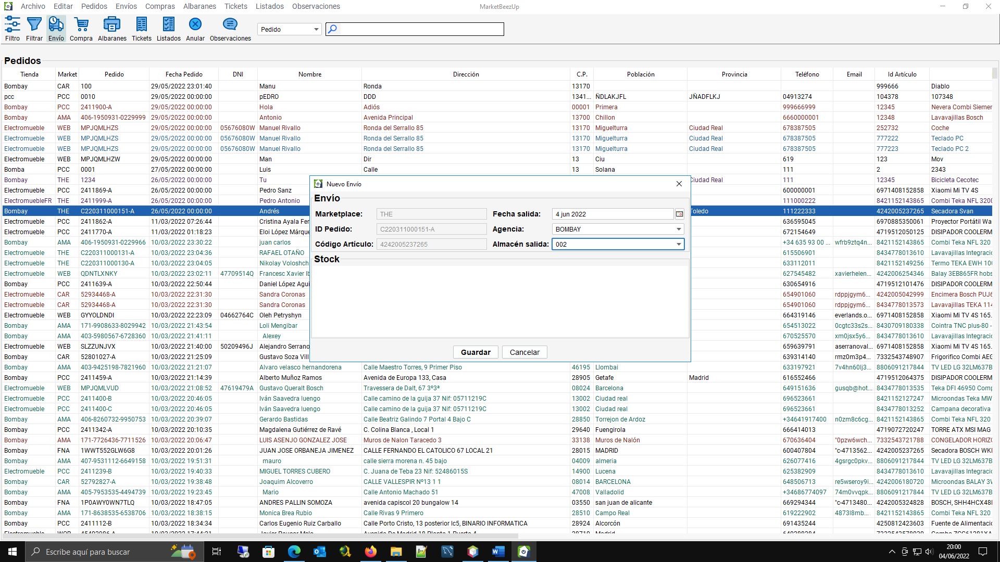 Archivo Editar Pedidos Envíos Compras Albaranes Tickets Listados Observaciones MarketBeezUp
Filtro Filtrar Envío Compra Albaranes Tickets Listados Anular Observaciones Pedido
Pedidos
Tienda Market Pedido Fecha Pedido DNI Nombre Dirección C.P. Población Provincia Teléfono Email Id Artículo
Bombay CAR 100 29/05/2022 23:01:40 Manu Ronda 13170 999666 Diablo
pcc PCC 0010 29/05/2022 00:00:00 pEDRO DDD 1341... ÑDLAKJFL JÑADFLKJ 04913274 104378 107348
Bombay PCC 2411900-A 29/05/2022 00:00:00 Hola Adiós 00001 Primera 999666999 12345 Nevera Combi Siemer
Bombay AMA 406-1950931-0229999 29/05/2022 00:00:00 Antonio Avenida Principal 13700 Chillon 6660000001 12348 Lavavajillas Bosch
Electromueble WEB MPJQMLHZS 29/05/2022 00:00:00 05676080W Manuel Rivallo Ronda del Serrallo 85 13170 Miguelturra Ciudad Real 678387505 252732 Coche
Electromueble WEB MPJQMLHZS 29/05/2022 00:00:00 05676080W Manuel Rivallo Ronda del Serrallo 85 13170 Miguelturra Ciudad Real 678387505 777222 Teclado PC
Electromueble WEB MPJQMLHZS 29/05/2022 00:00:00 05676080W Manuel Rivallo Ronda del Serrallo 85 13170 Miguelturra Ciudad Real 678387505 777223 Teclado PC 2
Electromueble WEB MPJQMLHZW 29/05/2022 00:00:00 Man Dir 13 Ciu 619 123 Mov
Bomba PCC 0001 27/05/2022 00:00:00 Luis Calle 13 Solana 111 2 2343
Bombay THE 1234 26/05/2022 00:00:00 Tu Ciudad Real 111 12345 Bicicleta Cecotec
Electromueble PCC 2411869-A 26/05/2022 00:00:00 Pedro Sanz 600000001 6971408152858 Xiaomi Mi TV 4S
ElectromuebleFR THE 2411999-A 26/05/2022 00:00:00 Pedro Antonio 111000222 8421152143865 Combi Teka NFL 320(
Bombay THE C220311000151-A 26/05/2022 00:00:00 Andrés Toledo 111222333 4242005237265 Secadora Svan
Electromueble PCC 2411862-A 11/03/2022 07:26:44 Cristina Ayala Fer 636595045 6970885350061 Proyector Portátil Wa
Bombay PCC 2411770-A 11/03/2022 01:18:23 Eloi López Márque 672154649 4719512050125 DISIPADOR COOLERM
Bombay AMA 406-1950931-0229966 10/03/2022 23:30:22 juan carlos +34 635 93 00 ... wfrb9ztq4n... 8421152143865 Combi Teka NFL 320
Bombay THE C220311000131-A 10/03/2022 23:04:36 RAFAEL OTAÑO 615506901 8434778013610 Lavavajillas Integracio
Bombay THE C220311000130-A 10/03/2022 23:04:05 Nikolay Voloshch 633112011 8421152149256 Termo TEKA EWH 10(
Electromueble WEB QDNTLXNKY 10/03/2022 23:02:11 47709514Q Francesc Xavier Ib 627545482 xavierhelen... 4242006254346 Balay 3EB865FR hobs
Bombay PCC 2411639-A 10/03/2022 22:50:44 Daniel López Agui 630654916 4719512101476 DISIPADOR COOLERM
Electromueble CAR 52934468-A 10/03/2022 22:31:30 Sandra Coronas 654901060 rdppjgym6... 4242005042999 Encimera Bosch PUJ6
Electromueble CAR 52934468-A 10/03/2022 22:31:30 Sandra Coronas 654901060 rdppjgym6... 8434778013573 Lavavajillas TEKA 114
Electromueble WEB GYYOLDNDI 10/03/2022 22:23:09 04662764C Oleh Petryshyn 664319146 everlands.o... 6971408152858 Xiaomi Mi TV 4S 165.
Bombay AMA 171-9908633-8029942 10/03/2022 21:43:54 Loli Mengibar 654513022 0cgtc33s2s... 8430709180338 Cointra TNC plus-80 -
Bombay AMA 403-5980567-6728360 10/03/2022 21:41:11 Alexey 670525570 xm0jsx5y6... 8434778013610 Lavavajillas Integracio
Electromueble WEB SLZZUNJVX 10/03/2022 21:40:00 50209496J Alejandro Serrano 659639791 aserranoval... 6971408152858 Xiaomi Mi TV 4S 165.
Bombay CAR 52801027-A 10/03/2022 21:25:09 Gustavo Soza Vill 639314140 rmz0m3p4... 7332543748907 Frigorifico Combi AEG
Bombay AMA 403-9425198-7821960 10/03/2022 21:21:07 Alvaro velasco hernandorena Calle Maestro Torres, 9 Primer Piso 46195 Llombai 633197921 7v4hn60lj3... 8806091217844 TV LED LG 32LM637B
Bombay PCC 2411459-A 10/03/2022 21:14:39 Alberto Muñoz Ramos Avenida de Europa 133, Casa 28905 Getafe Madrid 616552466 4719512064375 DISIPADOR COOLERM
Electromueble WEB MPJQMLVUD 10/03/2022 21:08:52 47619479A Gustavo Queralt Bosch Travessera de Dalt, 67 3º3ª 08024 Barcelona 649151636 gusqb@hot... 8434778013535 Teka DFI 46950 Comp
Electromueble PCC 2411400-B 10/03/2022 20:46:05 Iván Saavedra luengo Calle camino de la guija 37 Nif: 05711219C 13002 Ciudad real 696523661 8421152127247 Microondas Teka MW
Electromueble PCC 2411400-C 10/03/2022 20:46:05 Iván Saavedra luengo Calle camino de la guija 37 Nif: 05711219C 13002 Ciudad real 696523661 8434778013252 Campana decorativa
Bombay AMA 406-8260732-9950753 10/03/2022 20:39:07 Gerardo Bastidas Calle Beatriz Galindo 7 Portal 4 Bajo C 28850 Torrejon de Ardoz +34641917400 n0zm8c6cg... 8421152143865 Combi Teka NFL 320
Bombay PCC 2411342-A 10/03/2022 20:10:35 Magdalena Gutiérrez de Ravé C. Colina Blanca , Local 1 29640 Fuengirola 666414013 4719072720247 TORRE ATX MSI MAG
Bombay AMA 171-7726436-7711526 10/03/2022 20:06:47 LUIS ASENJO GONZALEZ JOSE Muros de Nalon Taracedo 3 33138 Muros de Nalón 670636404 "0pzw6wch... 7332543721788 CONGELADOR HORIZO
Bombay FNA 1WWT552GLW6G8 10/03/2022 20:01:26 JUAN JOSE ORBANEJA JIMENEZ CALLE FERNANDO EL CATOLICO 67 LOCAL 21 28015 MADRID 600407804 "c-4713562... 4242005237265 Secadora BOSCH WKI
Bombay AMA 407-9531112-6649158 10/03/2022 19:51:31 mauro calle sierra morena n. 45 bajo 04009 almeria 626077416 4gsrgc0pkv... 8806091217844 TV LED LG 32LM637B
Electromueble PCC 2411239-B 10/03/2022 19:40:33 MIGUEL TORRES CUBERO C. Juana de Teba 23 Nif: 52486015S 14900 Lucena 625382909 8434778013610 Lavavajillas Integracio
Bombay CAR 52792827-A 10/03/2022 19:38:48 Joaquim Alcoverro CALLE VALLESPIR Nº13 1 1 08014 BARCELONA 648506713 re5wseroy9i... 4242006180720 Microondas BALAY 3W
Bombay AMA 405-7953535-4494739 10/03/2022 19:23:45 Mario Calle Antonio Machado 51 47008 Valladolid +34686774097 74m0vvqpk... 8806091217844 TV LED LG 32LM637B
Bombay FNA 1P0AWY0WN7TLQ 10/03/2022 18:47:05 ANDRES PALLIN SOMOZA avenida capiscol 20 bungalow 14 03550 san juan de alicante 669294344 "c-4713480... 4242005324828 BOSCH, SHH4HCX48I
Bombay AMA 171-8638535-6538706 10/03/2022 18:38:15 Monica Brea Rubio Calle Rivas 9 Primero 28510 Campo Real 619222902 4873l8mb... 8421152143865 Combi Teka NFL 320
Bombay PCC 2411112-B 10/03/2022 18:34:34 Carlos Eugenio Ruiz Carballo Calle Porto Cristo, 13 posterior lc5, BINARIO INFORMATICA 28924 Alcorcón 691435244 4250812423603 Fuente de Alimentacio
Nuevo Envío
Envío
Marketplace: THE Fecha salida: 4 jun 2022
ID Pedido: C220311000151-A Agencia: BOMBAY
Código Artículo: 4242005237265 Almacén salida: 002
Stock
Guardar Cancelar
Escribe aquí para buscar
20:00
04/06/2022